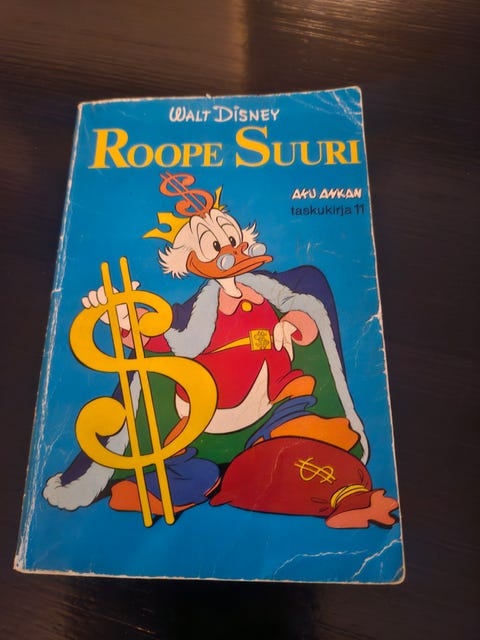 WALT DISNEY
ROOPE SUURI
AKU ANKAN
taskukirja 11
$
$
$
$